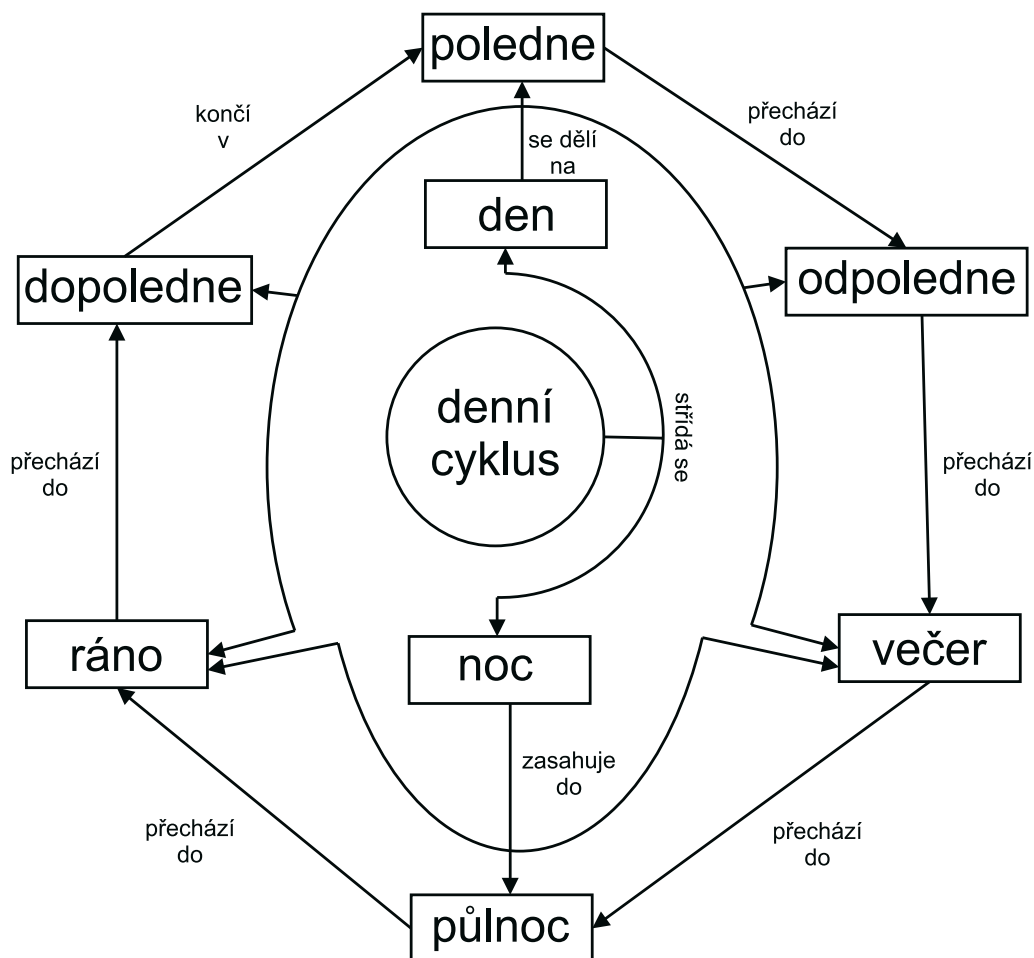 poledne
končí
v
přechází
do
se dělí
na
den
dopoledne
odpoledne
denní
cyklus
střídá se
přechází
do
přechází
do
ráno
noc
večer
zasahuje
do
přechází
do
přechází
do
půlnoc